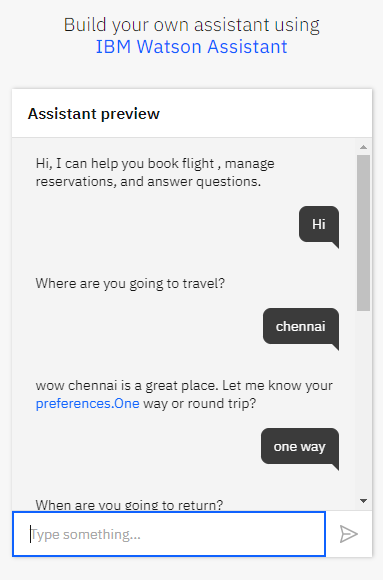 Build your own assistant using
IBM Watson Assistant
Assistant preview
Hi, I can help you book flight , manage
reservations, and answer questions.
Hi
Where are you going to travel?
chennai
wow chennai is a great place. Let me know your
preferences.One way or round trip?
one way
When are you going to return?
Type something...